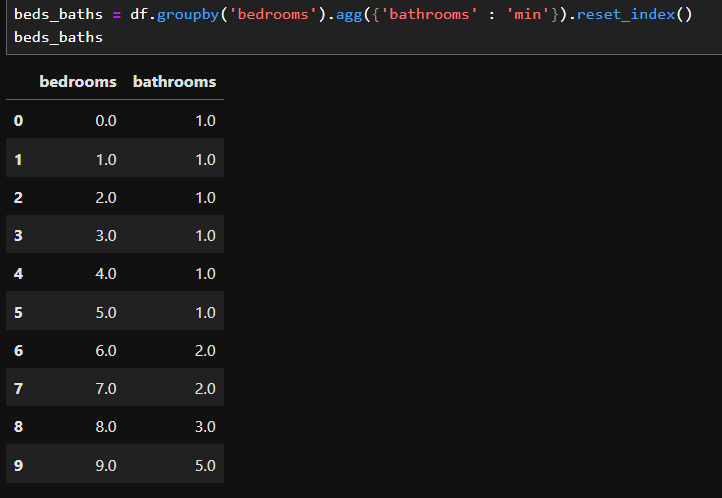 beds_baths = df.groupby('bedrooms').agg({'bathrooms' : 'min'}).reset_index()
beds_baths
bedrooms bathrooms
0 0.0 1.0
1 1.0 1.0
2 2.0 1.0
3 3.0 1.0
4 4.0 1.0
5 5.0 1.0
6 6.0 2.0
7 7.0 2.0
8 8.0 3.0
9 9.0 5.0